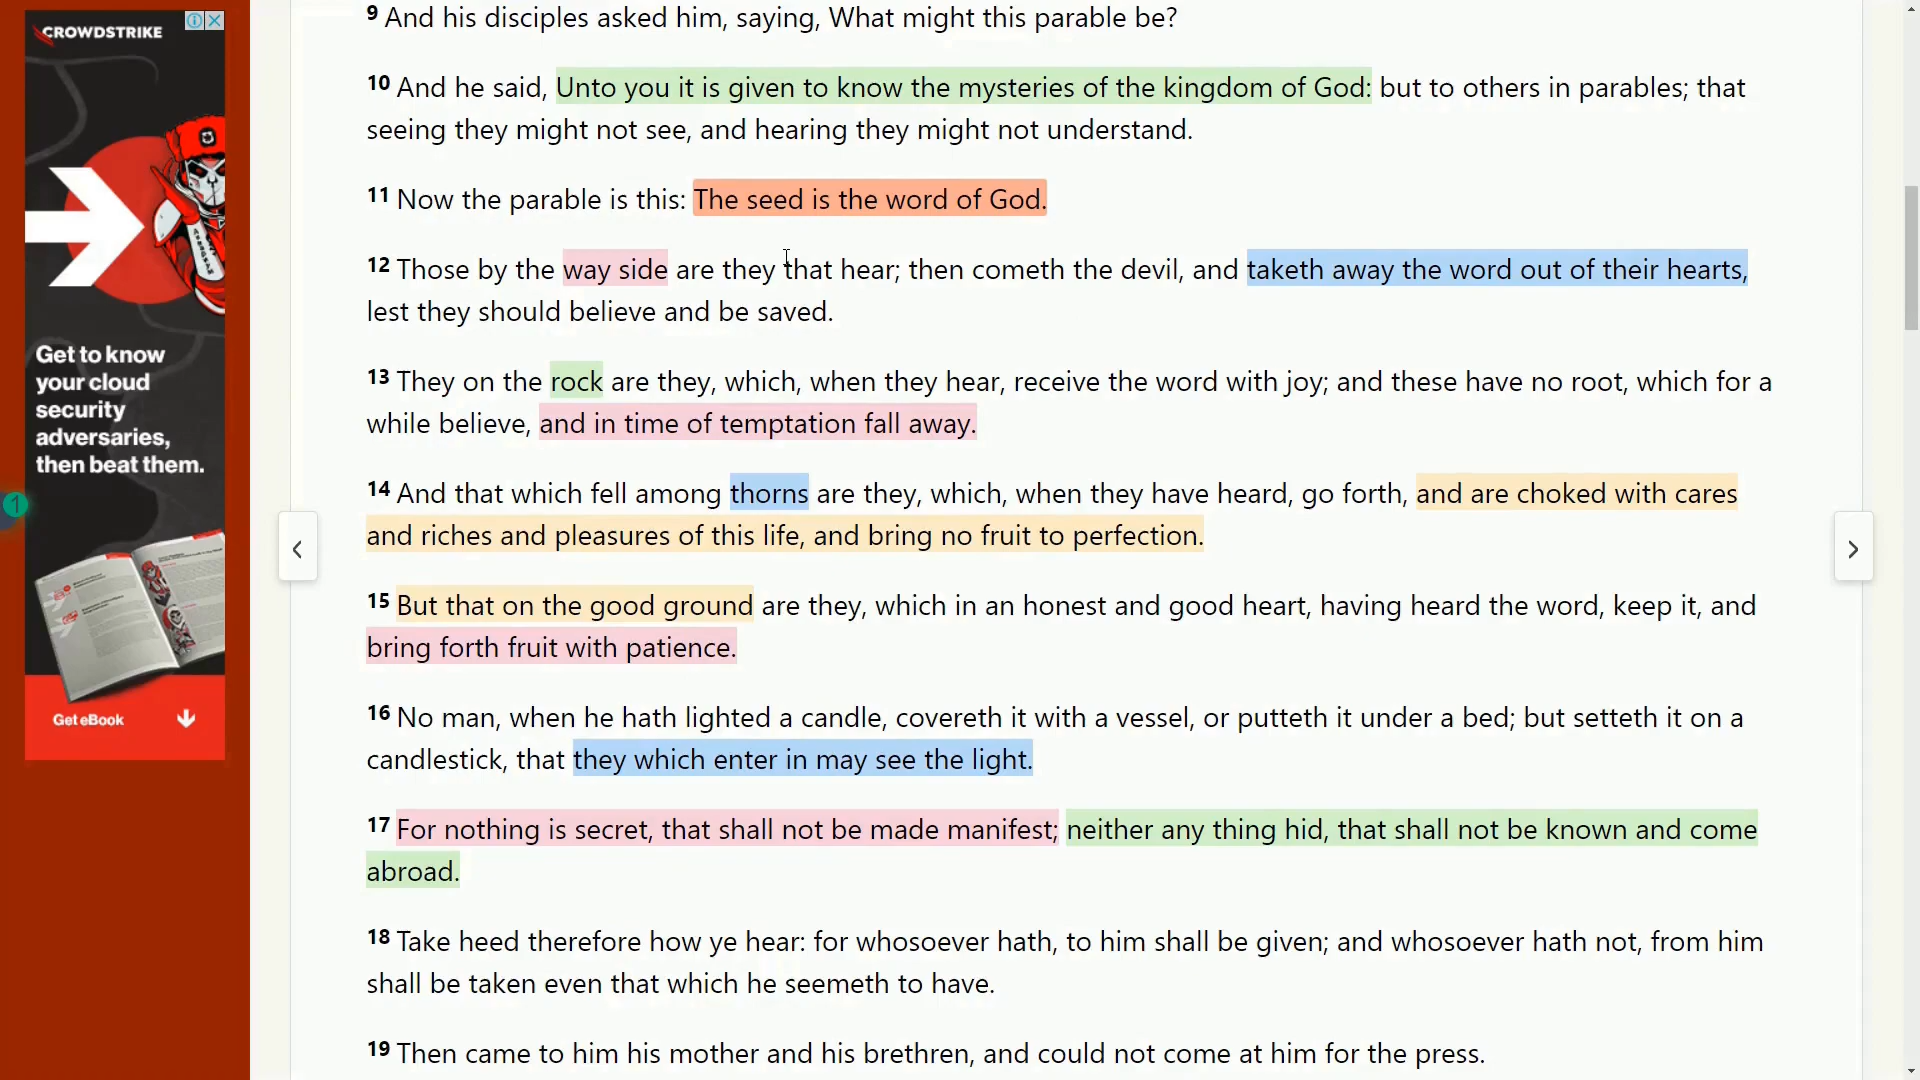 CROWDSTRIKE
Get to know
your cloud
security
adversaries,
then beat them.
Get eBook
1
9 And his disciples asked him, saying, What might this parable be?
10 And he said, Unto you it is given to know the mysteries of the kingdom of God: but to others in parables; that
seeing they might not see, and hearing they might not understand.
11 Now the parable is this: The seed is the word of God.
12 Those by the way side are they that hear; then cometh the devil, and taketh away the word out of their hearts,
lest they should believe and be saved.
13 They on the rock are they, which, when they hear, receive the word with joy; and these have no root, which for a
while believe, and in time of temptation fall away.
14 And that which fell among thorns are they, which, when they have heard, go forth, and are choked with cares
and riches and pleasures of this life, and bring no fruit to perfection.
15 But that on the good ground are they, which in an honest and good heart, having heard the word, keep it, and
bring forth fruit with patience.
16 No man, when he hath lighted a candle, covereth it with a vessel, or putteth it under a bed; but setteth it on a
candlestick, that they which enter in may see the light.
17 For nothing is secret, that shall not be made manifest; neither any thing hid, that shall not be known and come
abroad.
18 Take heed therefore how ye hear: for whosoever hath, to him shall be given; and whosoever hath not, from him
shall be taken even that which he seemeth to have.
19 Then came to him his mother and his brethren, and could not come at him for the press.